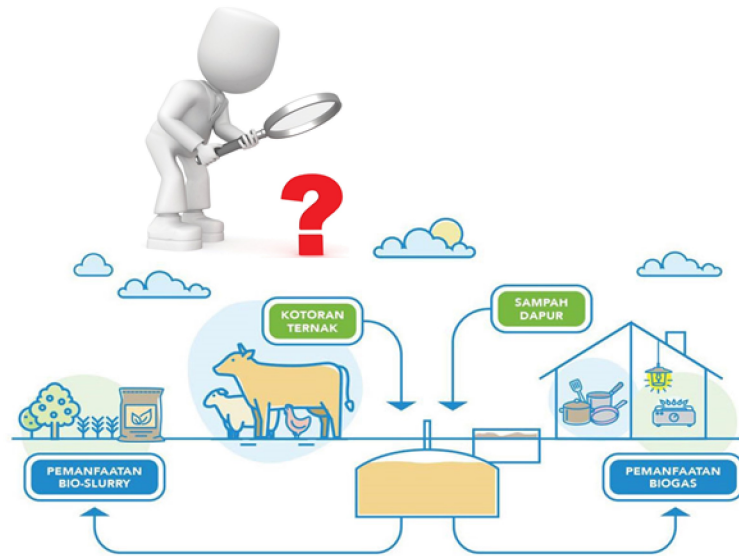 ?
KOTORAN
TERNAK
SAMPAH
DAPUR
PEMANFAATAN
BIO-SLURRY
PEMANFAATAN
BIOGAS